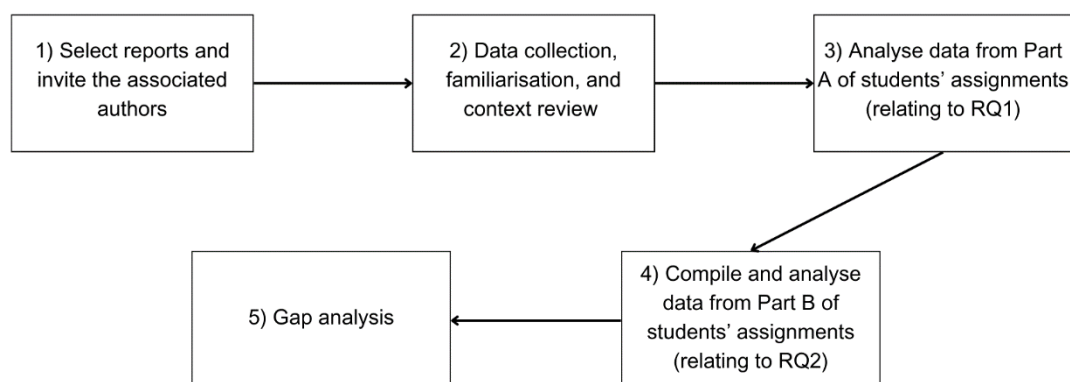 1) Select reports and
invite the associated
authors
2) Data collection,
familiarisation, and
context review
3) Analyse data from Part
A of students’ assignments
(relating to RQ1)
4) Compile and analyse
data from Part B of
students’ assignments
(relating to RQ2)
5) Gap analysis